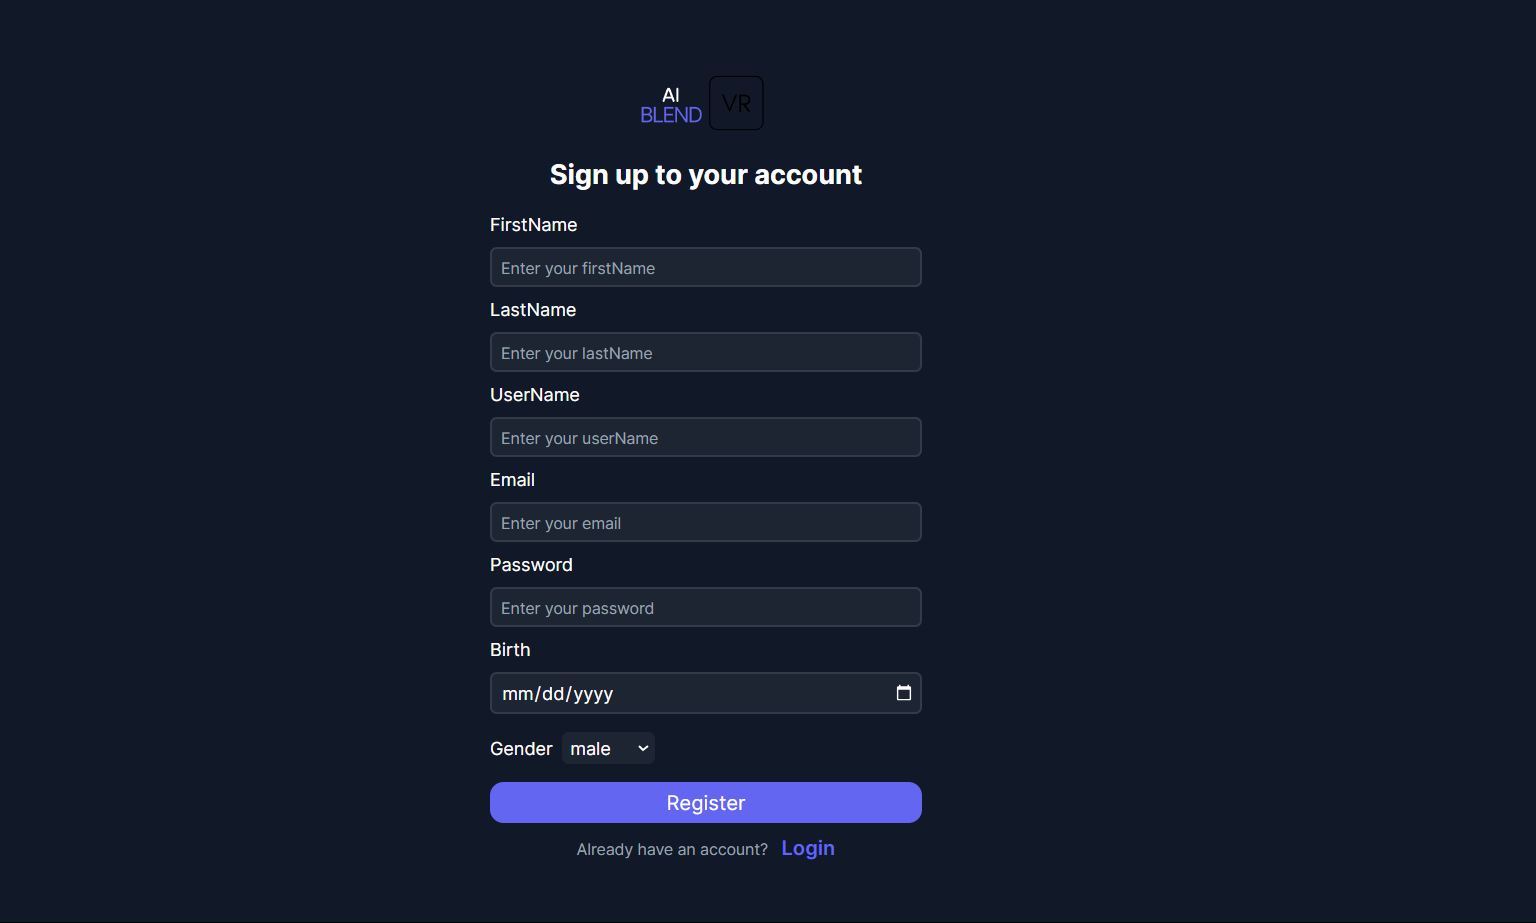 AI
BLEND VR
Sign up to your account
FirstName
Enter your firstName
LastName
Enter your lastName
UserName
Enter your userName
Email
Enter your email
Password
Enter your password
Birth
mm/dd/yyyy
Gender male
Register
Already have an account? Login